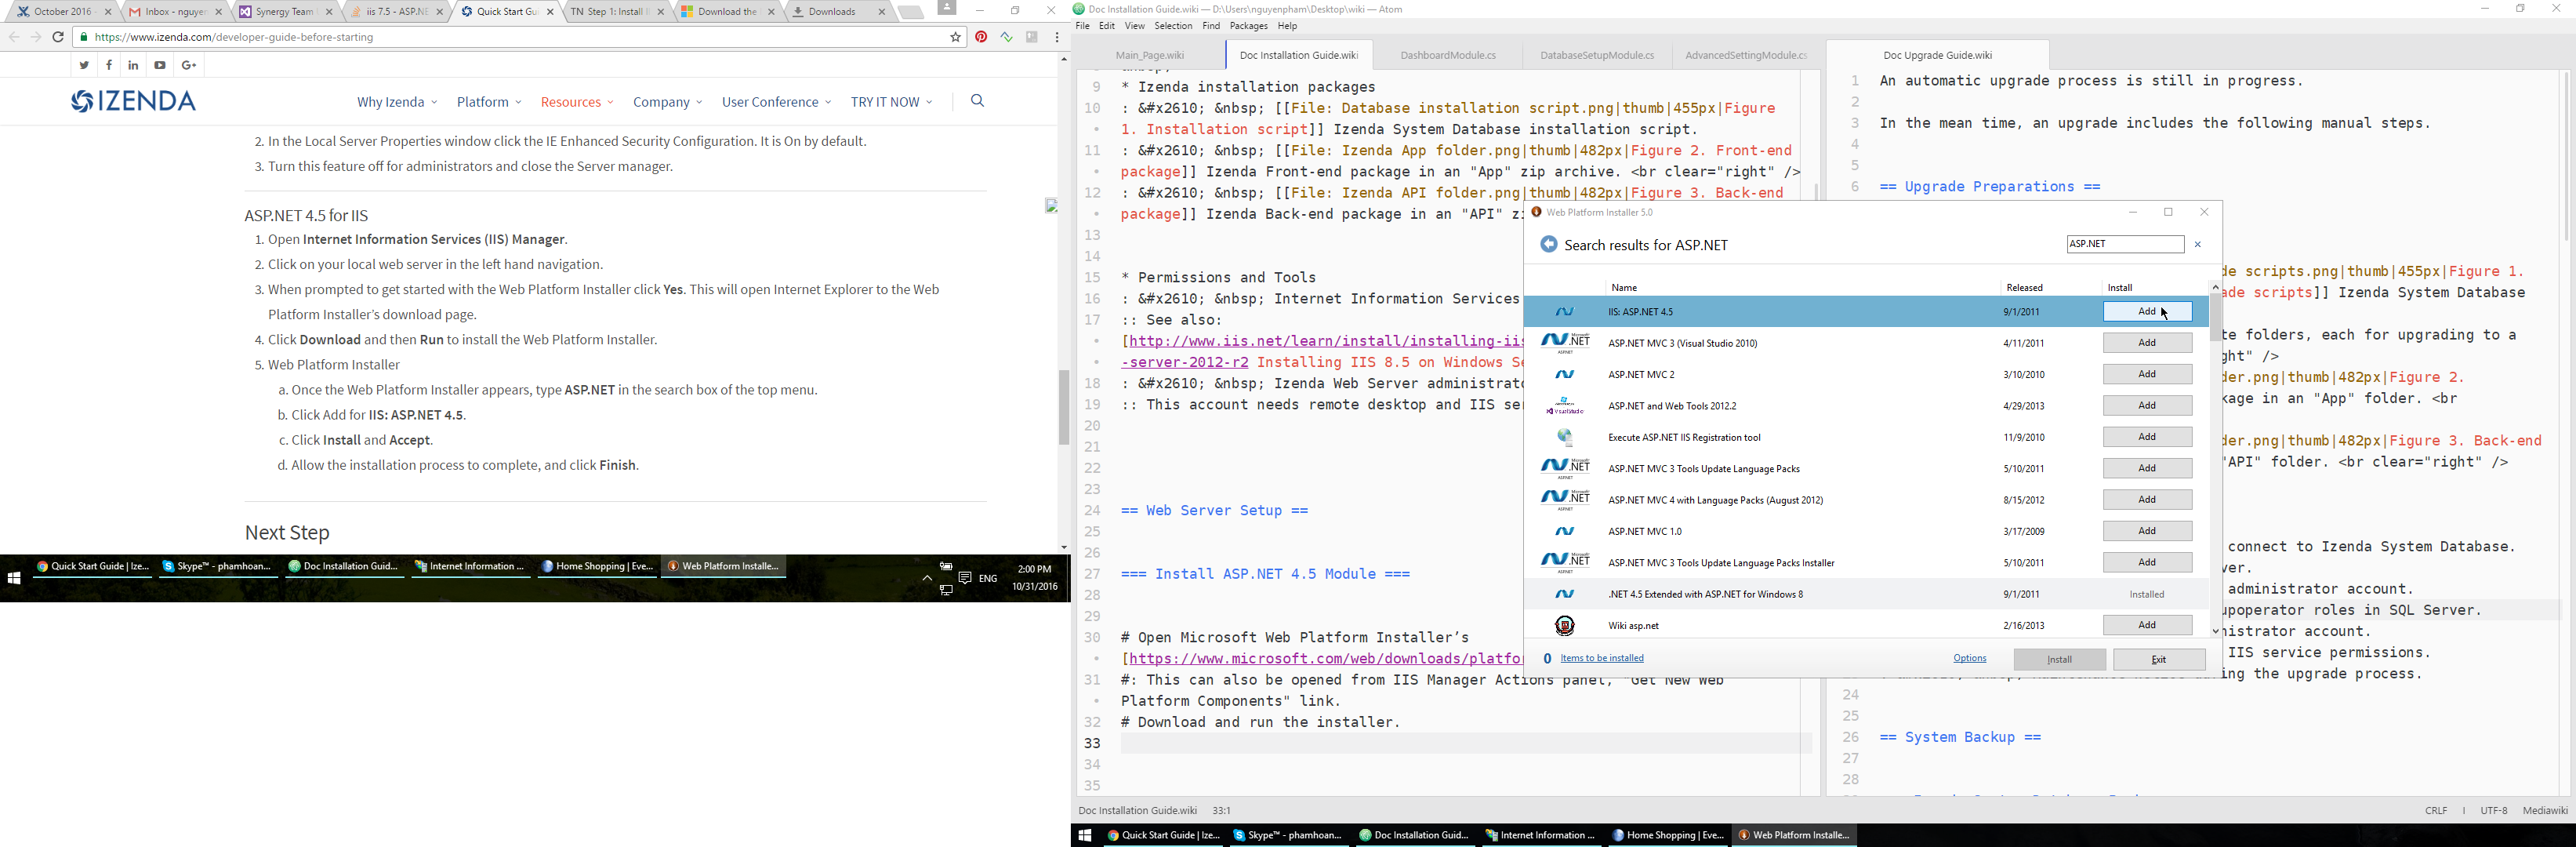 October 2016 -
Inbox - nguyen
Synergy Team
iis 7.5 - ASP.NE
Quick Start Gui
TN Step 1: Install I
Download the
Downloads
https://www.izenda.com/developer-guide-before-starting
IZENDA
Why Izenda
Platform
Resources
Company
User Conference
TRY IT NOW
2. In the Local Server Properties window click the IE Enhanced Security Configuration. It is On by default.
3. Turn this feature off for administrators and close the Server manager.
ASP.NET 4.5 for IIS
1. Open Internet Information Services (IIS) Manager.
2. Click on your local web server in the left hand navigation.
3. When prompted to get started with the Web Platform Installer click Yes. This will open Internet Explorer to the Web
Platform Installer’s download page.
4. Click Download and then Run to install the Web Platform Installer.
5. Web Platform Installer
a. Once the Web Platform Installer appears, type ASP.NET in the search box of the top menu.
b. Click Add for IIS: ASP.NET 4.5.
c. Click Install and Accept.
d. Allow the installation process to complete, and click Finish.
Next Step
Quick Start Guide | Ize...
Skype™ - phamhoan...
Doc Installation Guid...
Internet Information ...
Home Shopping | Eve...
Web Platform Installe...
ENG
2:00 PM
10/31/2016
Doc Installation Guide.wiki — D:\Users\nguyenpham\Desktop\wiki — Atom
File Edit View Selection Find Packages Help
Main_Page.wiki
Doc Installation Guide.wiki
DashboardModule.cs
DatabaseSetupModule.cs
AdvancedSettingModule.cs
9 * Izenda installation packages
10 : &#x2610; &nbsp; [[File: Database installation script.png|thumb|455px|Figure
1. Installation script]] Izenda System Database installation script.
11 : &#x2610; &nbsp; [[File: Izenda App folder.png|thumb|482px|Figure 2. Front-end
package]] Izenda Front-end package in an "App" zip archive. <br clear="right" />
12 : &#x2610; &nbsp; [[File: Izenda API folder.png|thumb|482px|Figure 3. Back-end
package]] Izenda Back-end package in an "API" zi
13
14
15 * Permissions and Tools
16 : &#x2610; &nbsp; Internet Information Services
17 :: See also:
[http://www.iis.net/learn/install/installing-iis
-server-2012-r2 Installing IIS 8.5 on Windows Se
18 : &#x2610; &nbsp; Izenda Web Server administrato
19 :: This account needs remote desktop and IIS ser
20
21
22
23
24 == Web Server Setup ==
25
26
27 === Install ASP.NET 4.5 Module ===
28
29
30 # Open Microsoft Web Platform Installer’s
[https://www.microsoft.com/web/downloads/platfor
31 #: This can also be opened from IIS Manager Actions panel, "Get New Web
Platform Components" link.
32 # Download and run the installer.
33
34
35
Doc Installation Guide.wiki 33:1
Doc Upgrade Guide.wiki
1 An automatic upgrade process is still in progress.
2
3 In the mean time, an upgrade includes the following manual steps.
4
5
6 == Upgrade Preparations ==
de scripts.png|thumb|455px|Figure 1.
ade scripts]] Izenda System Database
te folders, each for upgrading to a
ght" />
der.png|thumb|482px|Figure 2.
kage in an "App" folder. <br
der.png|thumb|482px|Figure 3. Back-end
"API" folder. <br clear="right" />
connect to Izenda System Database.
ver.
administrator account.
upoperator roles in SQL Server.
nistrator account.
IIS service permissions.
ing the upgrade process.
24
25
26 == System Backup ==
27
28
CRLF
UTF-8
Mediawiki
Web Platform Installer 5.0
Search results for ASP.NET
ASP.NET
Name Released Install
IIS: ASP.NET 4.5 9/1/2011 Add
ASP.NET MVC 3 (Visual Studio 2010) 4/11/2011 Add
ASP.NET MVC 2 3/10/2010 Add
ASP.NET and Web Tools 2012.2 4/29/2013 Add
Execute ASP.NET IIS Registration tool 11/9/2010 Add
ASP.NET MVC 3 Tools Update Language Packs 5/10/2011 Add
ASP.NET MVC 4 with Language Packs (August 2012) 8/15/2012 Add
ASP.NET MVC 1.0 3/17/2009 Add
ASP.NET MVC 3 Tools Update Language Packs Installer 5/10/2011 Add
.NET 4.5 Extended with ASP.NET for Windows 8 9/1/2011 Installed
Wiki asp.net 2/16/2013 Add
0 Items to be installed
Options Install Exit
Quick Start Guide | Ize...
Skype™ - phamhoan...
Doc Installation Guid...
Internet Information ...
Home Shopping | Eve...
Web Platform Installe...